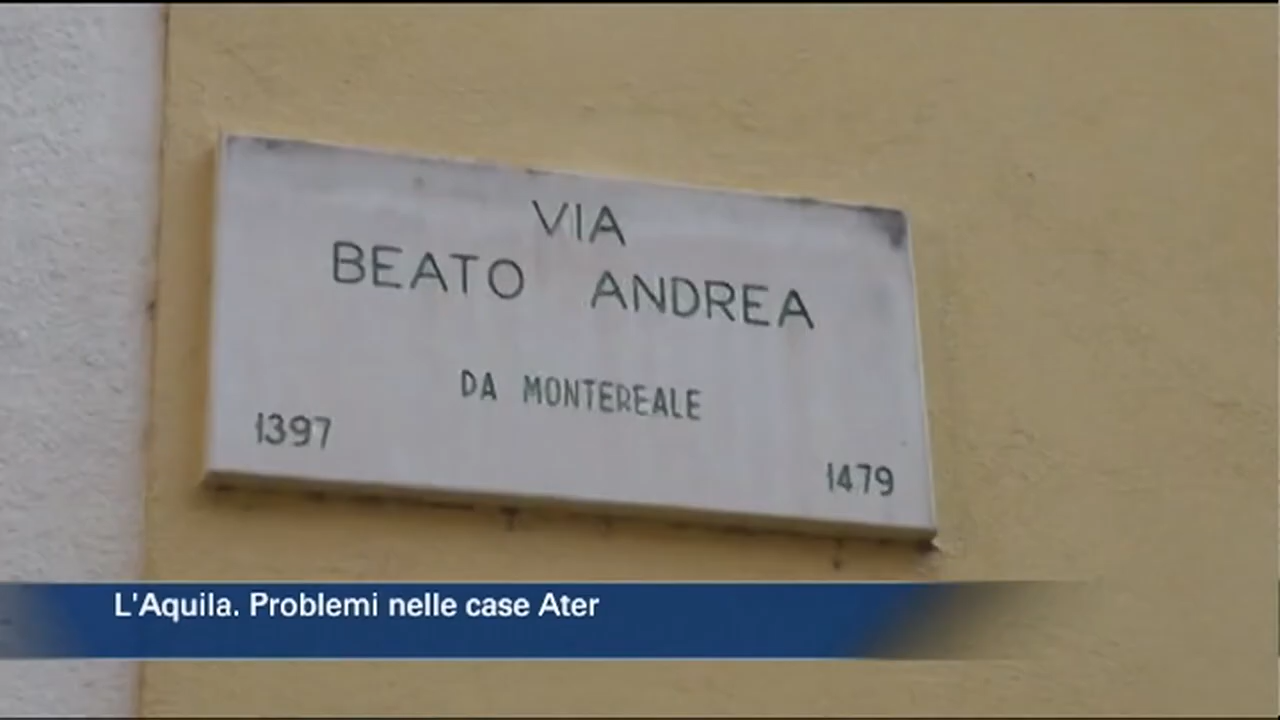 VIA
BEATO ANDREA
DA MONTEREALE
1397
1479
L'Aquila. Problemi nelle case Ater